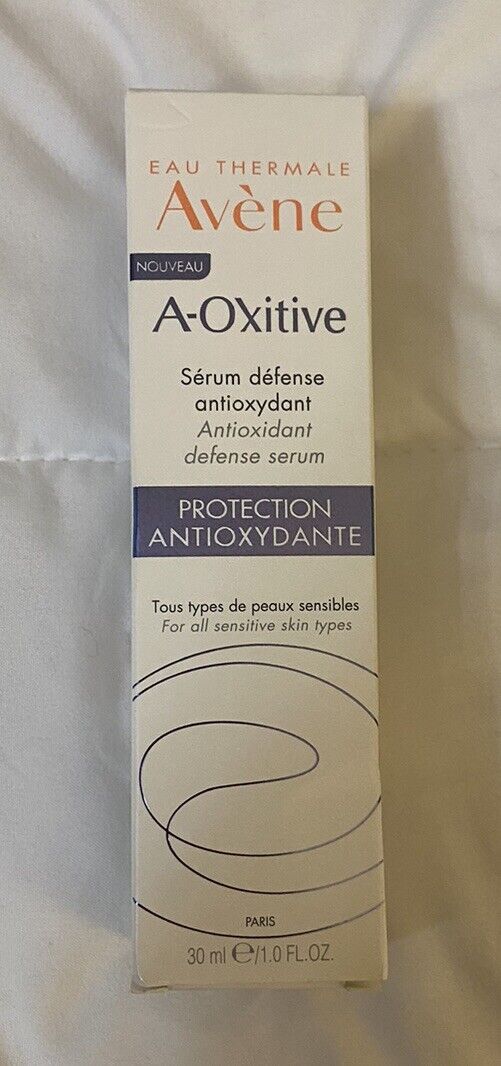 EAU THERMALE
Avène
NOUVEAU
A-OXitive
Sérum défense
antioxydant
Antioxidant
defense serum
PROTECTION
ANTIOXYDANTE
Tous types de peaux sensibles
For all sensitive skin types
PARIS
30 ml ℮/1.0 FL.OZ.